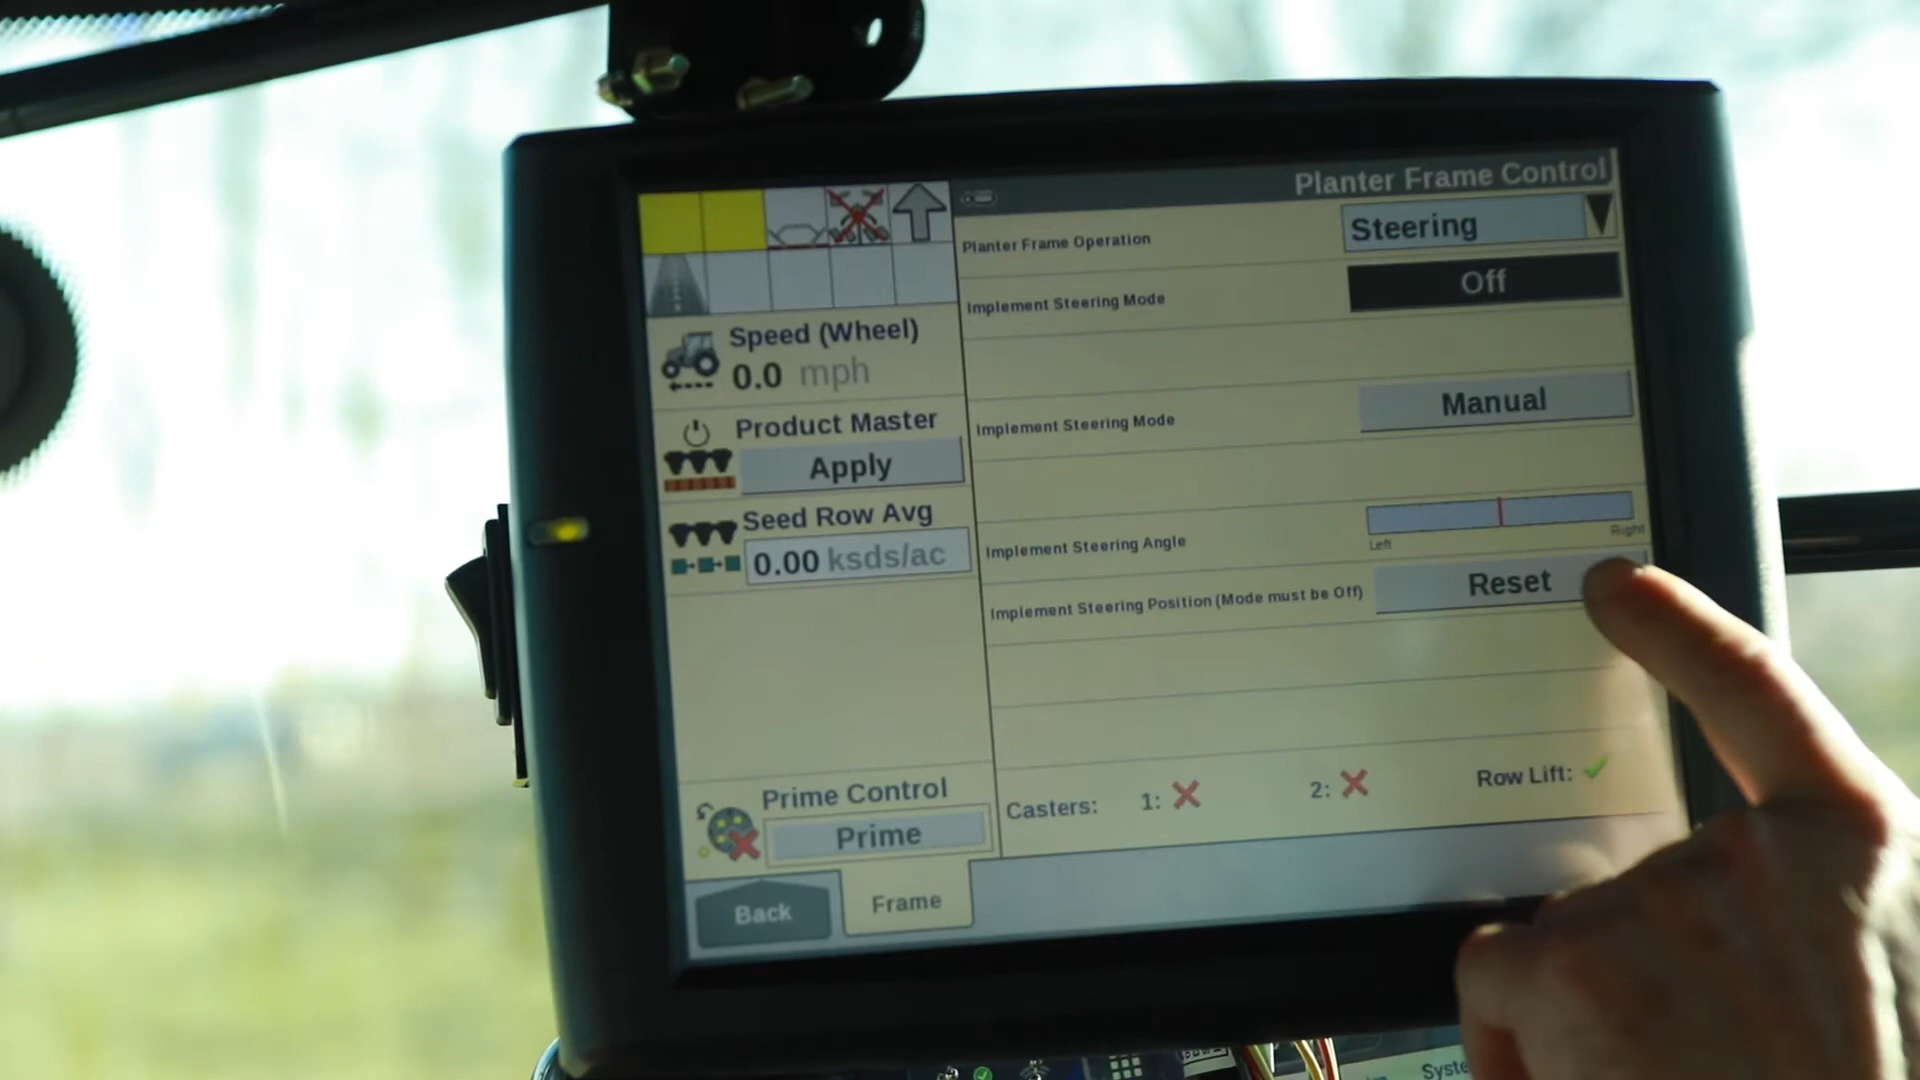 Planter Frame Control
Planter Frame Operation
Steering
Implement Steering Mode
Off
Implement Steering Mode
Manual
Implement Steering Angle
Left
Right
Implement Steering Position (Mode must be Off)
Reset
Casters:
1:
2:
Row Lift:
Speed (Wheel)
0.0 mph
Product Master
Apply
Seed Row Avg
0.00 ksds/ac
Prime Control
Prime
Back
Frame